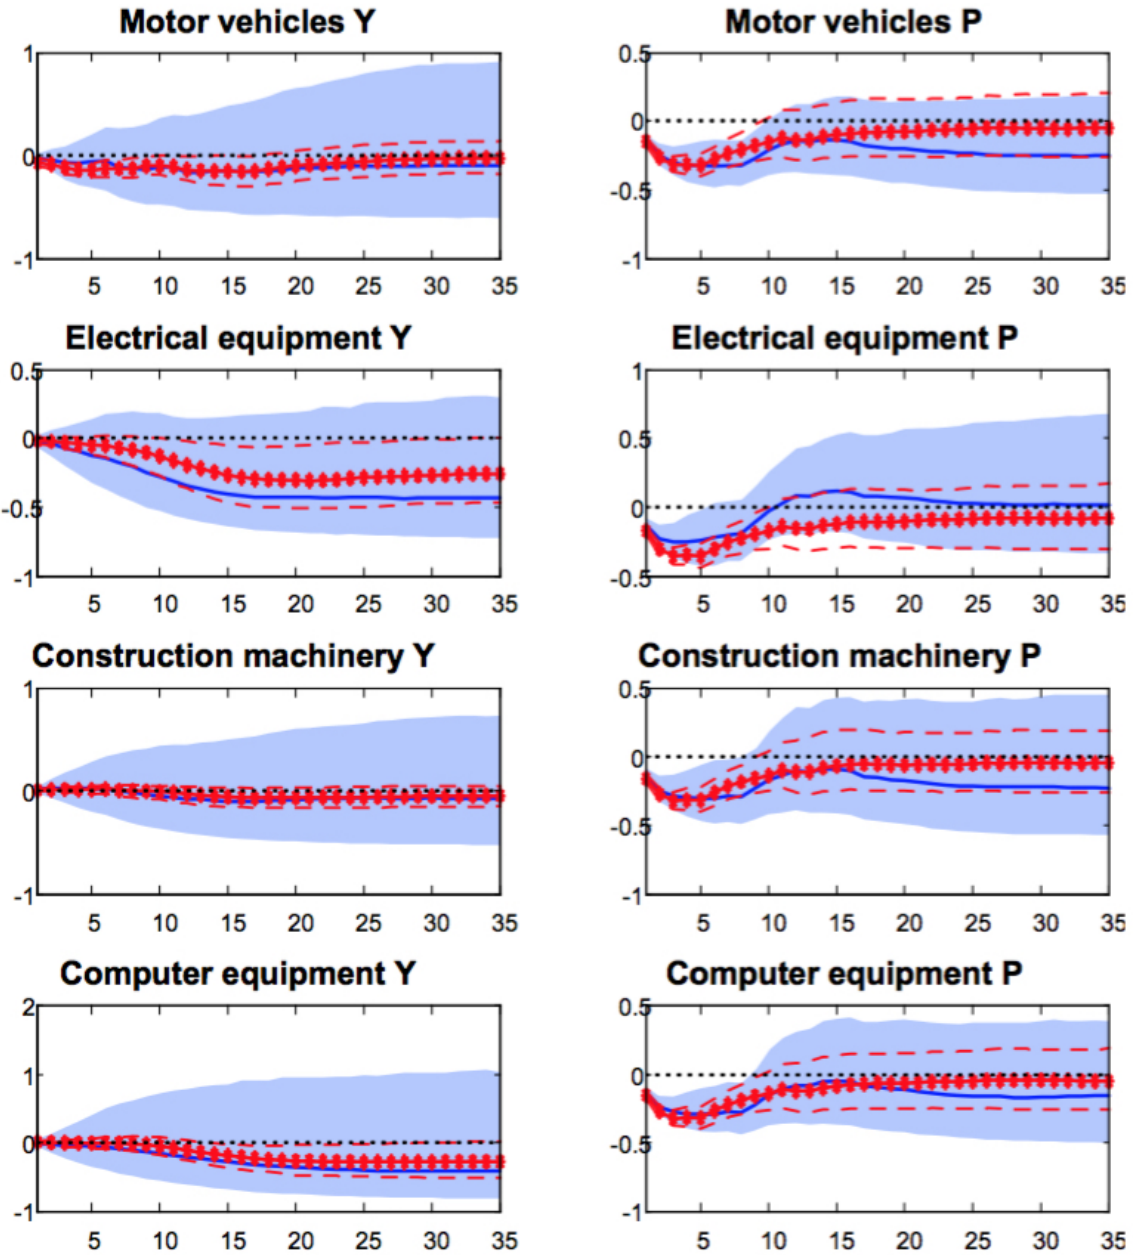 Motor vehicles Y
1
0
-1
5 10 15 20 25 30 35
Motor vehicles P
0.5
0
-0.5
-1
5 10 15 20 25 30 35
Electrical equipment Y
0.5
0
-0.5
-1
5 10 15 20 25 30 35
Electrical equipment P
1
0.5
0
-0.5
5 10 15 20 25 30 35
Construction machinery Y
1
0
-1
5 10 15 20 25 30 35
Construction machinery P
0.5
0
-0.5
-1
5 10 15 20 25 30 35
Computer equipment Y
2
1
0
-1
5 10 15 20 25 30 35
Computer equipment P
0.5
0
-0.5
-1
5 10 15 20 25 30 35